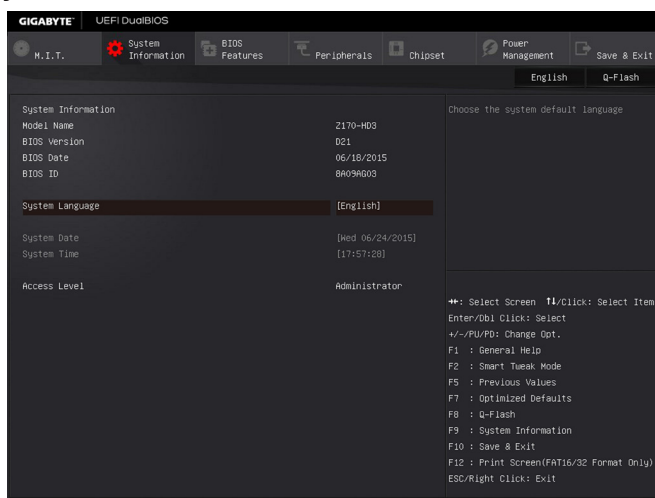 GIGABYTE™ UEFI DualBIOS
M.I.T. System Information BIOS Features Peripherals Chipset Power Management Save & Exit
English Q-Flash
System Information
Model Name Z170-HD3
BIOS Version D21
BIOS Date 06/18/2015
BIOS ID 8A09AG03
System Language [English]
System Date [Wed 06/24/2015]
System Time [17:57:28]
Access Level Administrator
Choose the system default language
→←: Select Screen ↑↓/Click: Select Item
Enter/Dbl Click: Select
+/-/PU/PD: Change Opt.
F1 : General Help
F2 : Smart Tweak Mode
F5 : Previous Values
F7 : Optimized Defaults
F8 : Q-Flash
F9 : System Information
F10 : Save & Exit
F12 : Print Screen(FAT16/32 Format Only)
ESC/Right Click: Exit